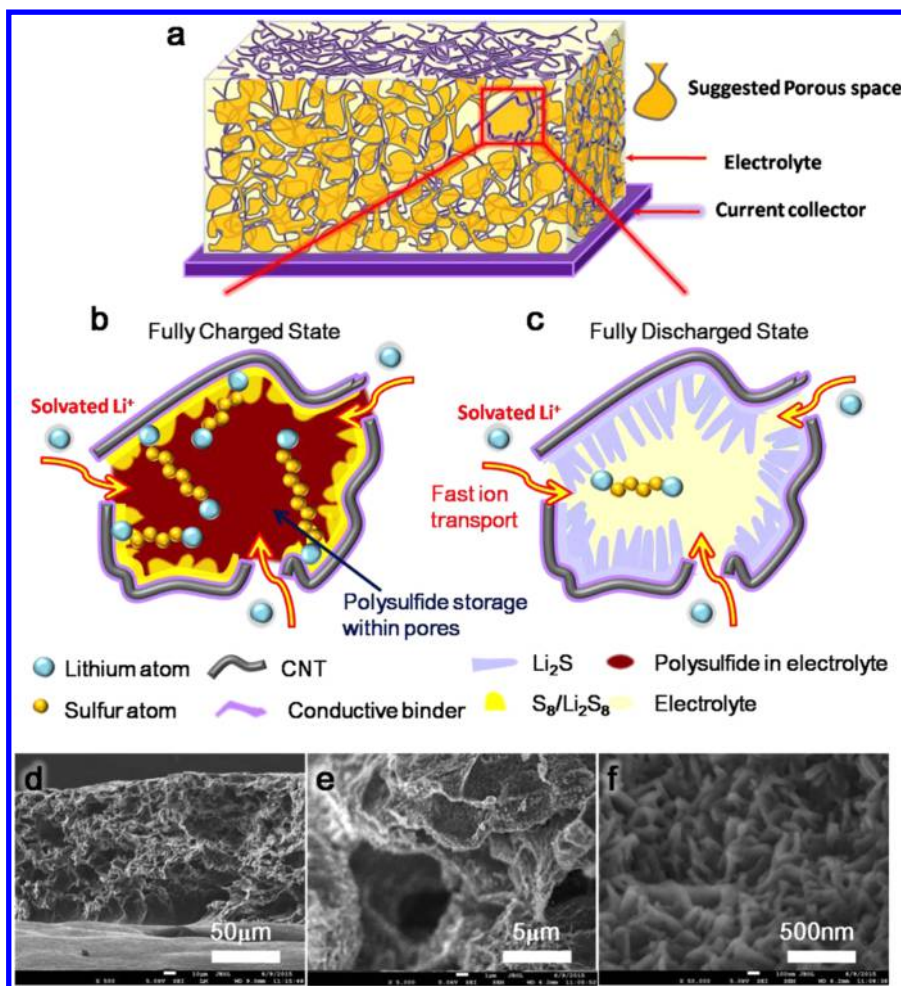 a
Suggested Porous space
Electrolyte
Current collector
b
Fully Charged State
Solvated Li⁺
Polysulfide storage
within pores
c
Fully Discharged State
Solvated Li⁺
Fast ion
transport
Lithium atom
CNT
Li₂S
Polysulfide in electrolyte
Sulfur atom
Conductive binder
S₈/Li₂S₈
Electrolyte
d
50μm
e
5μm
f
500nm